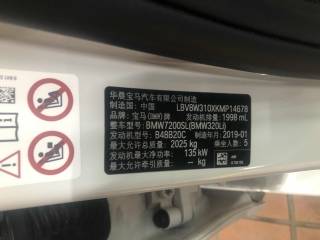 华晨宝马汽车有限公司制造
制造国: 中国 LBV8W310XKMP14678
品牌: 宝马(BMW)牌 发动机排量: 1998 mL
整车型号: BMW7200SL(BMW320Li)
发动机型号: B48B20C 制造年月: 2019-01
最大允许总质量: 2025 kg 乘坐人数: 5
发动机最大净功率: 135 kW
最大允许牵引质量: – kg